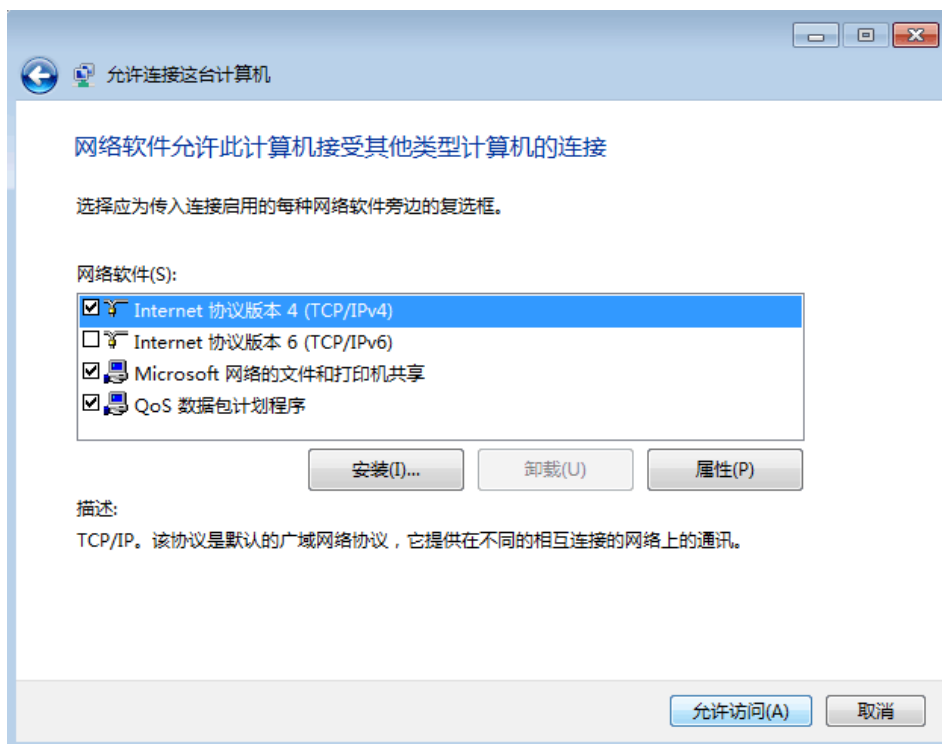 允许连接这台计算机
网络软件允许此计算机接受其他类型计算机的连接
选择应为传入连接启用的每种网络软件旁边的复选框。
网络软件(S):
Internet 协议版本 4 (TCP/IPv4)
Internet 协议版本 6 (TCP/IPv6)
Microsoft 网络的文件和打印机共享
QoS 数据包计划程序
安装(I)... 卸载(U) 属性(P)
描述:
TCP/IP。该协议是默认的广域网络协议，它提供在不同的相互连接的网络上的通讯。
允许访问(A) 取消